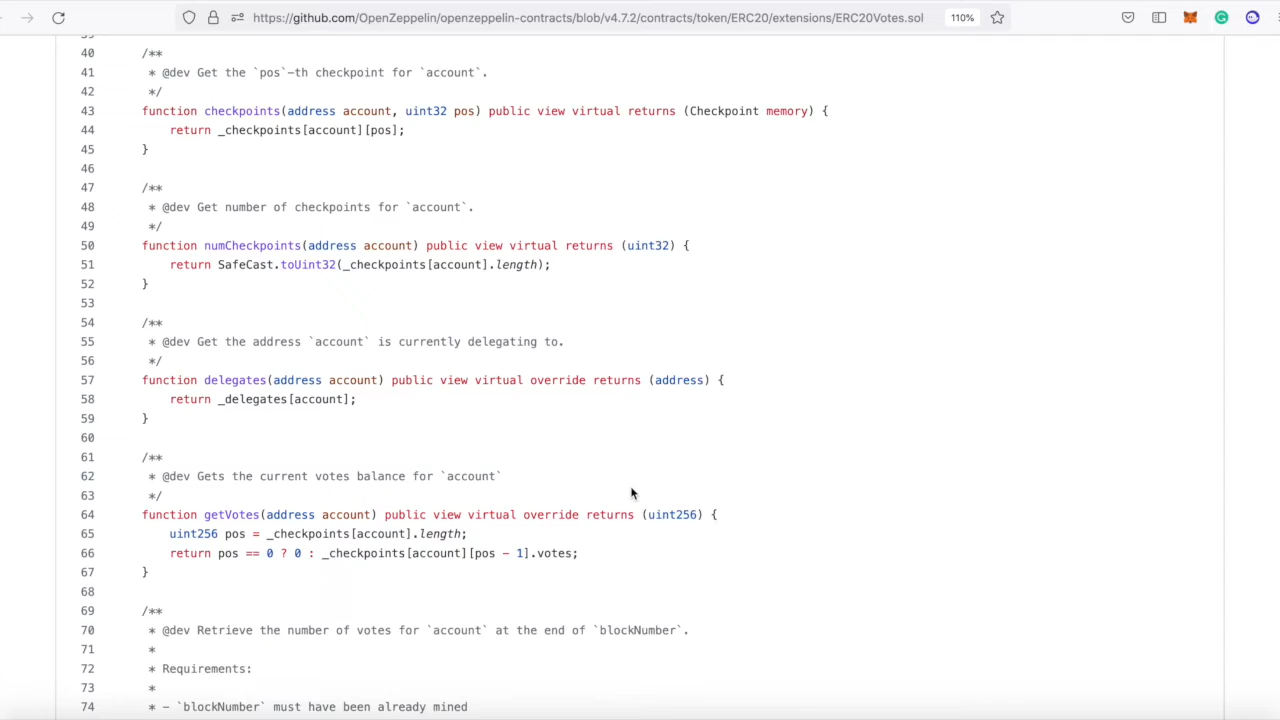 https://github.com/OpenZeppelin/openzeppelin-contracts/blob/v4.7.2/contracts/token/ERC20/extensions/ERC20Votes.sol 110%
39
40 /**
41 * @dev Get the `pos`-th checkpoint for `account`.
42 */
43 function checkpoints(address account, uint32 pos) public view virtual returns (Checkpoint memory) {
44 return _checkpoints[account][pos];
45 }
46
47 /**
48 * @dev Get number of checkpoints for `account`.
49 */
50 function numCheckpoints(address account) public view virtual returns (uint32) {
51 return SafeCast.toUint32(_checkpoints[account].length);
52 }
53
54 /**
55 * @dev Get the address `account` is currently delegating to.
56 */
57 function delegates(address account) public view virtual override returns (address) {
58 return _delegates[account];
59 }
60
61 /**
62 * @dev Gets the current votes balance for `account`
63 */
64 function getVotes(address account) public view virtual override returns (uint256) {
65 uint256 pos = _checkpoints[account].length;
66 return pos == 0 ? 0 : _checkpoints[account][pos - 1].votes;
67 }
68
69 /**
70 * @dev Retrieve the number of votes for `account` at the end of `blockNumber`.
71 *
72 * Requirements:
73 *
74 * - `blockNumber` must have been already mined